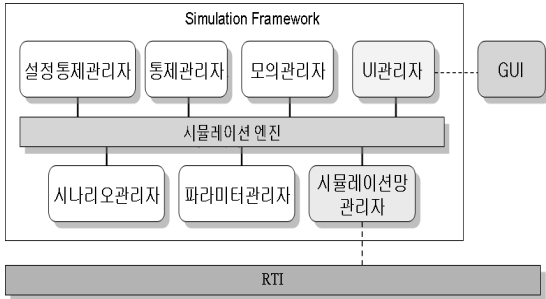 Simulation Framework
설정통제관리자
통제관리자
모의관리자
UI관리자
GUI
시뮬레이션 엔진
시나리오관리자
파라미터관리자
시뮬레이션망
관리자
RTI